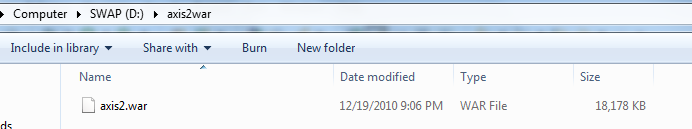 Computer SWAP (D:) axis2war
Include in library Share with Burn New folder
Name Date modified Type Size
axis2.war 12/19/2010 9:06 PM WAR File 18,178 KB
ds